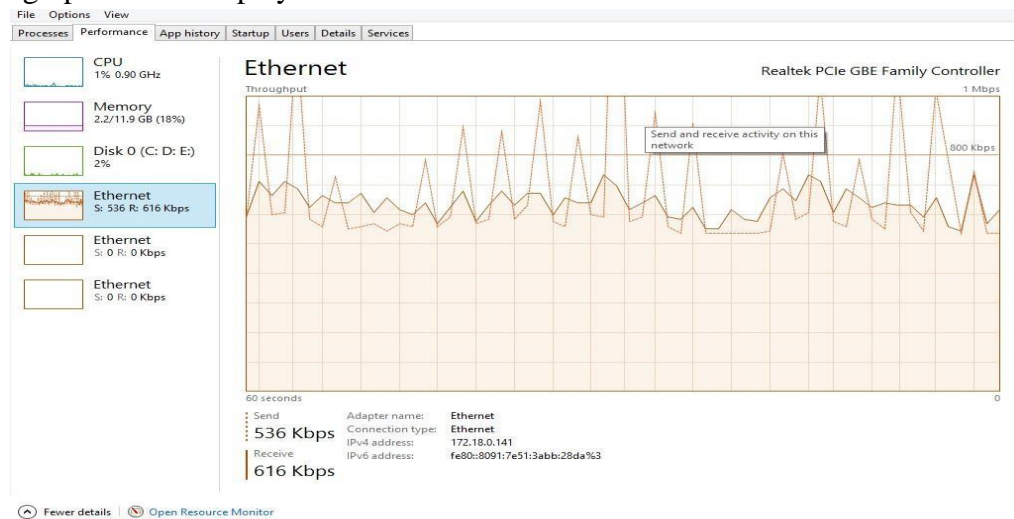 File Options View
Processes Performance App history Startup Users Details Services
CPU
1% 0.90 GHz
Memory
2.2/11.9 GB (18%)
Disk 0 (C: D: E:)
2%
Ethernet
S: 536 R: 616 Kbps
Ethernet
S: 0 R: 0 Kbps
Ethernet
S: 0 R: 0 Kbps
Ethernet
Realtek PCIe GBE Family Controller
Throughput
1 Mbps
Send and receive activity on this
network
800 Kbps
60 seconds
0
Send
536 Kbps
Receive
616 Kbps
Adapter name: Ethernet
Connection type: Ethernet
IPv4 address: 172.18.0.141
IPv6 address: fe80::8091:7e51:3abb:28da%3
Fewer details
Open Resource Monitor